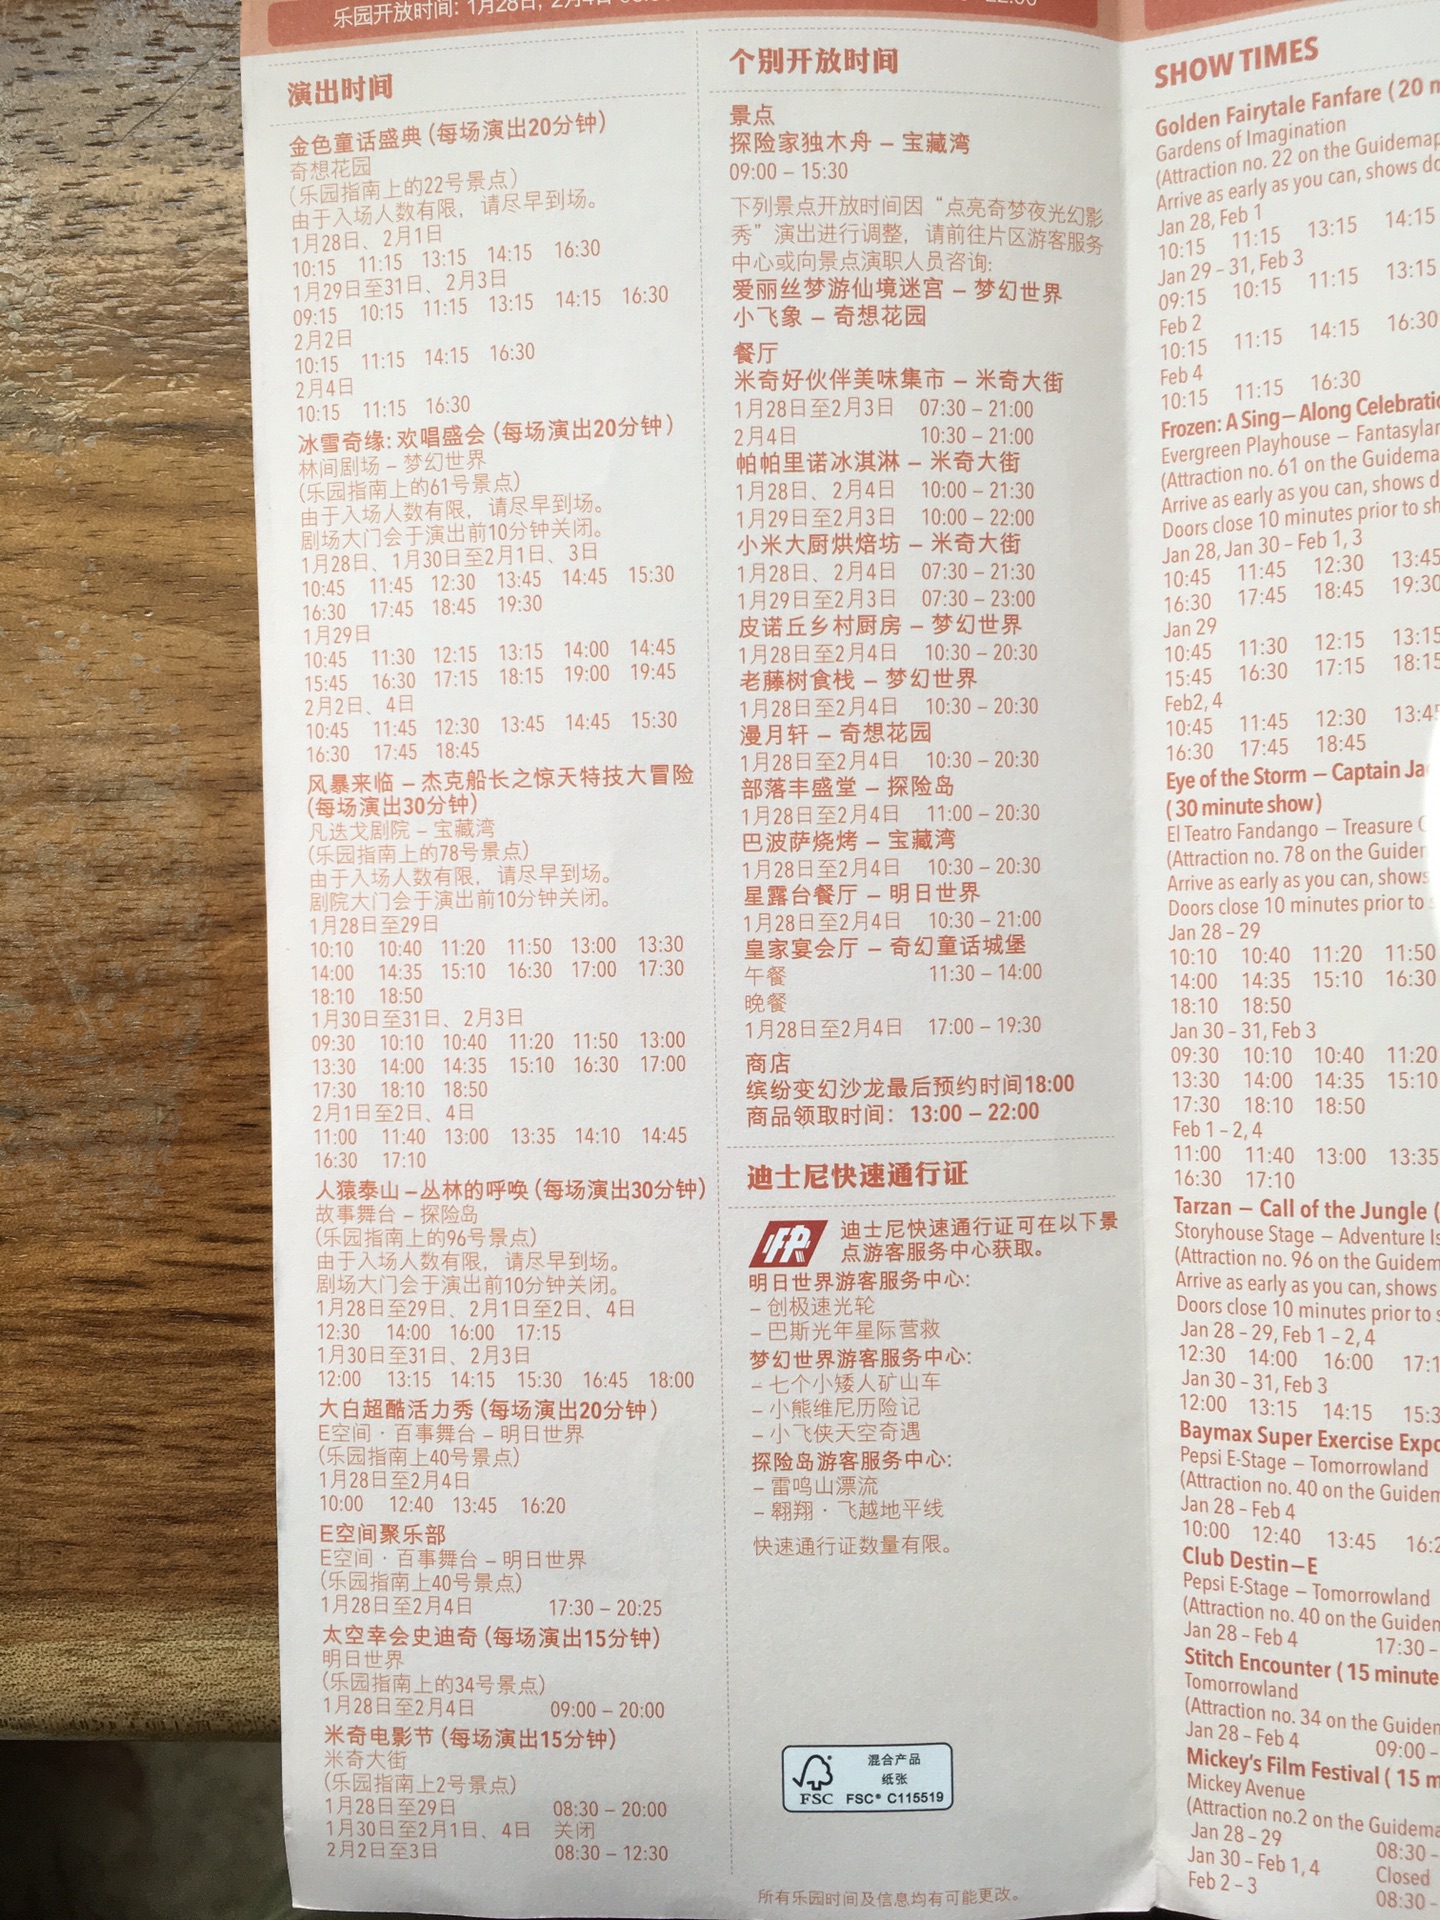 乐园开放时间: 1月28日, 2月4日
22:00
演出时间
金色童话盛典 (每场演出20分钟)
奇想花园
(乐园指南上的22号景点)
由于入场人数有限，请尽早到场。
1月28日、2月1日
10:15 11:15 13:15 14:15 16:30
1月29日至31日、2月3日
09:15 10:15 11:15 13:15 14:15 16:30
2月2日
10:15 11:15 14:15 16:30
2月4日
10:15 11:15 16:30
冰雪奇缘: 欢唱盛会 (每场演出20分钟)
林间剧场 – 梦幻世界
(乐园指南上的61号景点)
由于入场人数有限，请尽早到场。
剧场大门会于演出前10分钟关闭。
1月28日、1月30日至2月1日、3日
10:45 11:45 12:30 13:45 14:45 15:30
16:30 17:45 18:45 19:30
1月29日
10:45 11:30 12:15 13:15 14:00 14:45
15:45 16:30 17:15 18:15 19:00 19:45
2月2日、4日
10:45 11:45 12:30 13:45 14:45 15:30
16:30 17:45 18:45
风暴来临 – 杰克船长之惊天特技大冒险
(每场演出30分钟)
凡迭戈剧院 – 宝藏湾
(乐园指南上的78号景点)
由于入场人数有限，请尽早到场。
剧院大门会于演出前10分钟关闭。
1月28日至29日
10:10 10:40 11:20 11:50 13:00 13:30
14:00 14:35 15:10 16:30 17:00 17:30
18:10 18:50
1月30日至31日、2月3日
09:30 10:10 10:40 11:20 11:50 13:00
13:30 14:00 14:35 15:10 16:30 17:00
17:30 18:10 18:50
2月1日至2日、4日
11:00 11:40 13:00 13:35 14:10 14:45
16:30 17:10
人猿泰山 – 丛林的呼唤 (每场演出30分钟)
故事舞台 – 探险岛
(乐园指南上的96号景点)
由于入场人数有限，请尽早到场。
剧场大门会于演出前10分钟关闭。
1月28日至29日、2月1日至2日、4日
12:30 14:00 16:00 17:15
1月30日至31日、2月3日
12:00 13:15 14:15 15:30 16:45 18:00
大白超酷活力秀 (每场演出20分钟)
E空间 · 百事舞台 – 明日世界
(乐园指南上40号景点)
1月28日至2月4日
10:00 12:40 13:45 16:20
E空间聚乐部
E空间 · 百事舞台 – 明日世界
(乐园指南上40号景点)
1月28日至2月4日 17:30 – 20:25
太空幸会史迪奇 (每场演出15分钟)
明日世界
(乐园指南上的34号景点)
1月28日至2月4日 09:00 – 20:00
米奇电影节 (每场演出15分钟)
米奇大街
(乐园指南上2号景点)
1月28日至29日 08:30 – 20:00
1月30日至2月1日、4日 关闭
2月2日至3日 08:30 – 12:30
个别开放时间
景点
探险家独木舟 – 宝藏湾
09:00 – 15:30
下列景点开放时间因“点亮奇梦夜光幻影
秀”演出进行调整，请前往片区游客服务
中心或向景点演职人员咨询:
爱丽丝梦游仙境迷宫 – 梦幻世界
小飞象 – 奇想花园
餐厅
米奇好伙伴美味集市 – 米奇大街
1月28日至2月3日 07:30 – 21:00
2月4日 10:30 – 21:00
帕帕里诺冰淇淋 – 米奇大街
1月28日、2月4日 10:00 – 21:30
1月29日至2月3日 10:00 – 22:00
小米大厨烘焙坊 – 米奇大街
1月28日、2月4日 07:30 – 21:30
1月29日至2月3日 07:30 – 23:00
皮诺丘乡村厨房 – 梦幻世界
1月28日至2月4日 10:30 – 20:30
老藤树食栈 – 梦幻世界
1月28日至2月4日 10:30 – 20:30
漫月轩 – 奇想花园
1月28日至2月4日 10:30 – 20:30
部落丰盛堂 – 探险岛
1月28日至2月4日 11:00 – 20:30
巴波萨烧烤 – 宝藏湾
1月28日至2月4日 10:30 – 20:30
星露台餐厅 – 明日世界
1月28日至2月4日 10:30 – 21:00
皇家宴会厅 – 奇幻童话城堡
午餐 11:30 – 14:00
晚餐
1月28日至2月4日 17:00 – 19:30
商店
缤纷变幻沙龙最后预约时间18:00
商品领取时间: 13:00 – 22:00
迪士尼快速通行证
FP
迪士尼快速通行证可在以下景
点游客服务中心获取。
明日世界游客服务中心:
– 创极速光轮
– 巴斯光年星际营救
梦幻世界游客服务中心:
– 七个小矮人矿山车
– 小熊维尼历险记
– 小飞侠天空奇遇
探险岛游客服务中心:
– 雷鸣山漂流
– 翱翔 · 飞越地平线
快速通行证数量有限。
混合产品
纸张
FSC FSC® C115519
所有乐园时间及信息均有可能更改。
SHOW TIMES
Golden Fairytale Fanfare (20
Gardens of Imagination
(Attraction no. 22 on the Guidemap
Arrive as early as you can, shows
Jan 28, Feb 1
10:15 11:15 13:15 14:15
Jan 29 – 31, Feb 3
09:15 10:15 11:15 13:15
Feb 2
10:15 11:15 14:15 16:30
Feb 4
10:15 11:15 16:30
Frozen: A Sing – Along Celebratio
Evergreen Playhouse – Fantasylan
(Attraction no. 61 on the Guidema
Arrive as early as you can, shows d
Doors close 10 minutes prior to sh
Jan 28, Jan 30 – Feb 1, 3
10:45 11:45 12:30 13:45
16:30 17:45 18:45 19:30
Jan 29
10:45 11:30 12:15 13:15
15:45 16:30 17:15 18:15
Feb2, 4
10:45 11:45 12:30 13:45
16:30 17:45 18:45
Eye of the Storm – Captain Ja
( 30 minute show)
El Teatro Fandango – Treasure
(Attraction no. 78 on the Guiden
Arrive as early as you can, shows
Doors close 10 minutes prior to
Jan 28 – 29
10:10 10:40 11:20 11:50
14:00 14:35 15:10 16:30
18:10 18:50
Jan 30 – 31, Feb 3
09:30 10:10 10:40 11:20
13:30 14:00 14:35 15:10
17:30 18:10 18:50
Feb 1 – 2, 4
11:00 11:40 13:00 13:35
16:30 17:10
Tarzan – Call of the Jungle (
Storyhouse Stage – Adventure Is
(Attraction no. 96 on the Guidem
Arrive as early as you can, shows
Doors close 10 minutes prior to s
Jan 28 – 29, Feb 1 – 2, 4
12:30 14:00 16:00 17:1
Jan 30 – 31, Feb 3
12:00 13:15 14:15 15:3
Baymax Super Exercise Expo
Pepsi E-Stage – Tomorrowland
(Attraction no. 40 on the Guidem
Jan 28 – Feb 4
10:00 12:40 13:45 16:2
Club Destin – E
Pepsi E-Stage – Tomorrowland
(Attraction no. 40 on the Guiden
Jan 28 – Feb 4 17:30 –
Stitch Encounter ( 15 minute
Tomorrowland
(Attraction no. 34 on the Guiden
Jan 28 – Feb 4 09:00 –
Mickey's Film Festival ( 15 m
Mickey Avenue
(Attraction no.2 on the Guidema
Jan 28 – 29 08:30 –
Jan 30 – Feb 1, 4 Closed
Feb 2 – 3 08:30 –